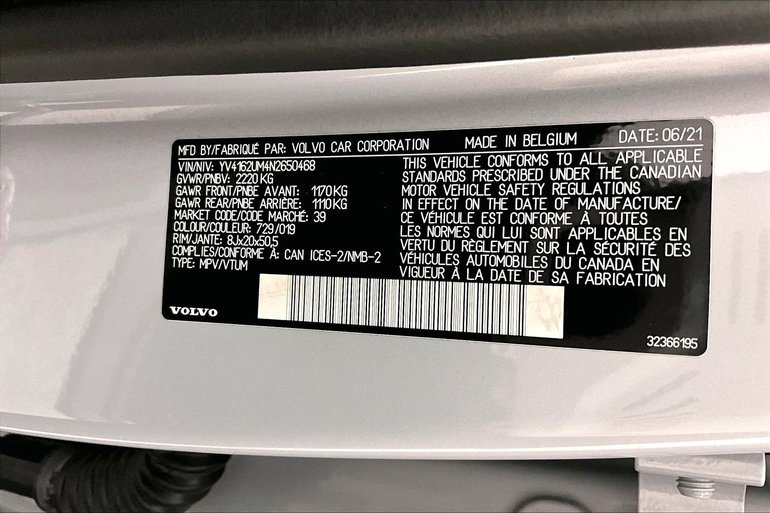 MFD BY/FABRIQUÉ PAR: VOLVO CAR CORPORATION MADE IN BELGIUM DATE: 06/21
VIN/NIV: YV4162UM4N2650468
GVWR/PNBV: 2220 KG
GAWR FRONT/PNBE AVANT: 1170 KG
GAWR REAR/PNBE ARRIÈRE: 1110 KG
MARKET CODE/CODE MARCHÉ: 39
COLOUR/COULEUR: 729/019
RIM/JANTE: 8Jx20x50,5
COMPLIES/CONFORME À: CAN ICES-2/NMB-2
TYPE: MPV/VTUM
THIS VEHICLE CONFORMS TO ALL APPLICABLE
STANDARDS PRESCRIBED UNDER THE CANADIAN
MOTOR VEHICLE SAFETY REGULATIONS
IN EFFECT ON THE DATE OF MANUFACTURE/
CE VÉHICULE EST CONFORME À TOUTES
LES NORMES QUI LUI SONT APPLICABLES EN
VERTU DU RÈGLEMENT SUR LA SÉCURITÉ DES
VÉHICULES AUTOMOBILES DU CANADA EN
VIGUEUR À LA DATE DE SA FABRICATION
VOLVO
32366195